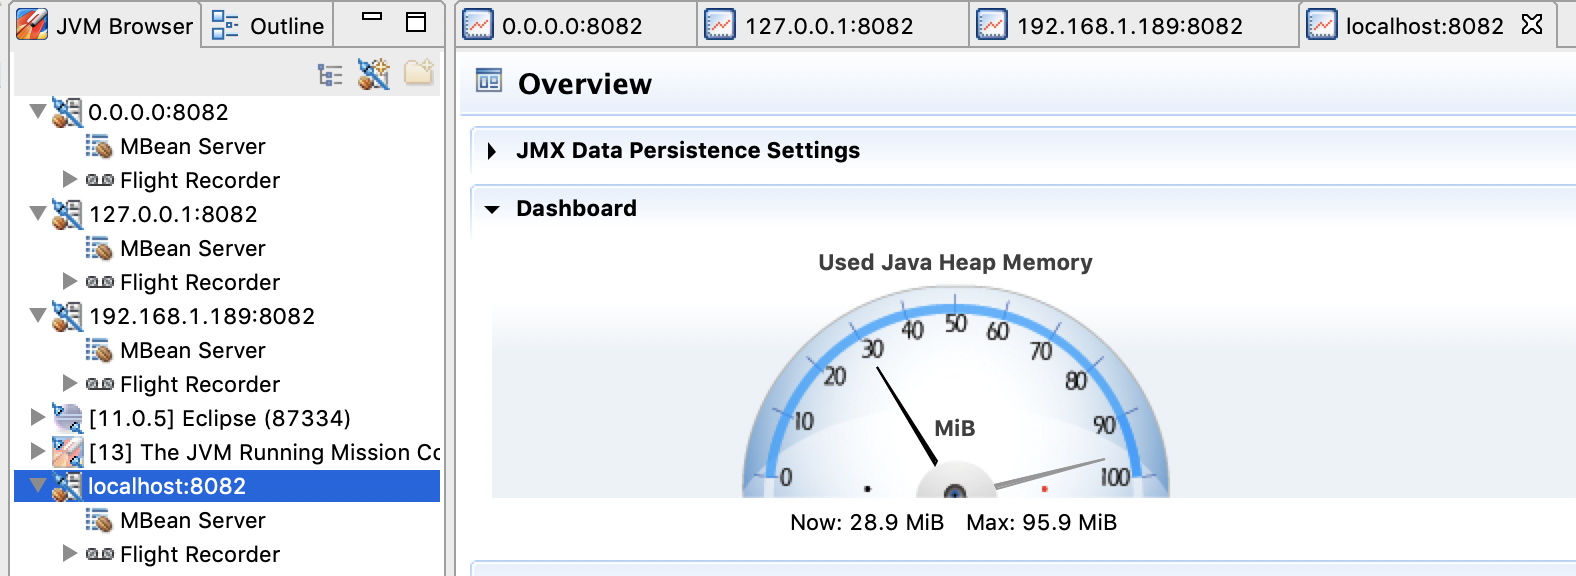 JVM Browser
Outline
0.0.0.0:8082
MBean Server
Flight Recorder
127.0.0.1:8082
MBean Server
Flight Recorder
192.168.1.189:8082
MBean Server
Flight Recorder
[11.0.5] Eclipse (87334)
[13] The JVM Running Mission Co
localhost:8082
MBean Server
Flight Recorder
0.0.0.0:8082
127.0.0.1:8082
192.168.1.189:8082
localhost:8082
Overview
JMX Data Persistence Settings
Dashboard
Used Java Heap Memory
0
10
20
30
40
50
60
70
80
90
100
MiB
Now: 28.9 MiB Max: 95.9 MiB